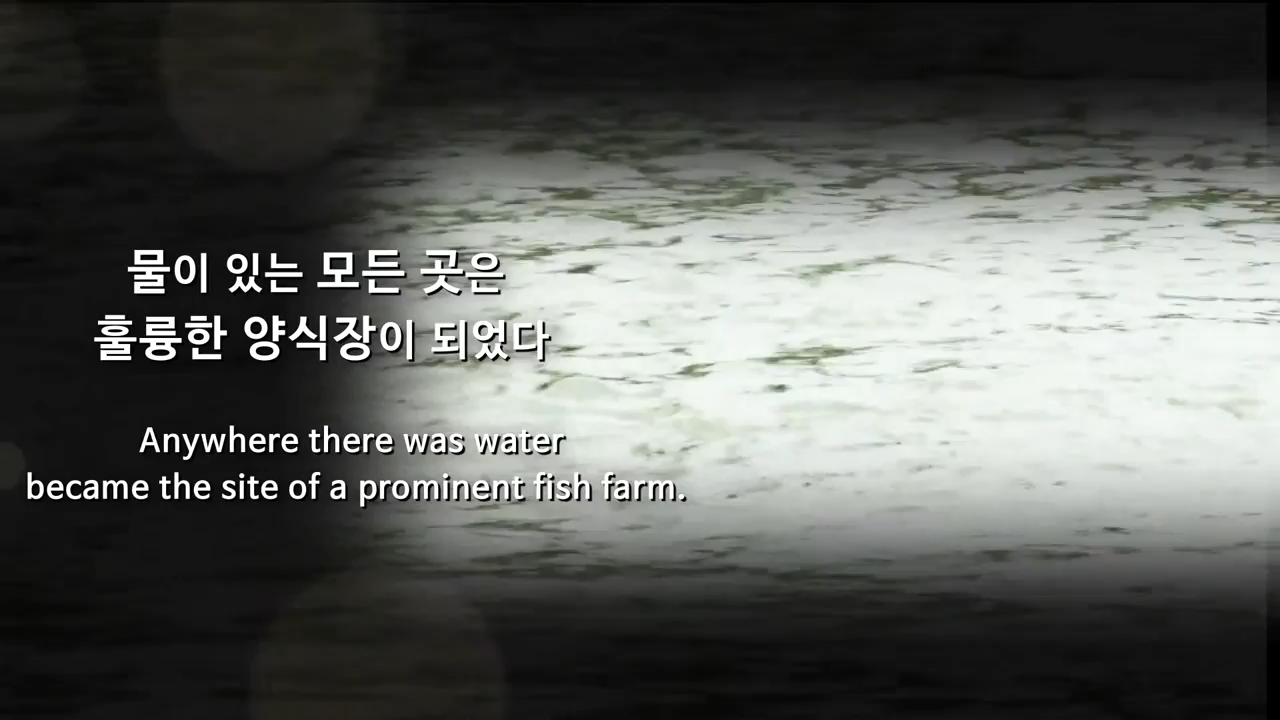 물이 있는 모든 곳은
훌륭한 양식장이 되었다
Anywhere there was water
became the site of a prominent fish farm.